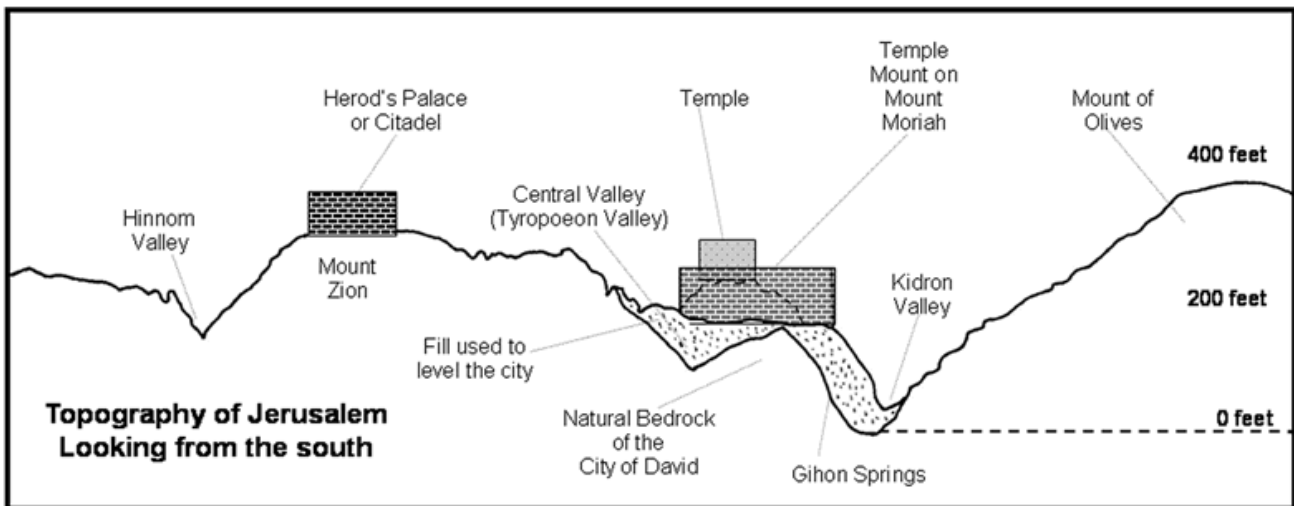 Herod's Palace
or Citadel
Temple
Temple
Mount on
Mount
Moriah
Mount of
Olives
400 feet
Central Valley
(Tyropoeon Valley)
Hinnom
Valley
Mount
Zion
Kidron
Valley
200 feet
Fill used to
level the city
Topography of Jerusalem
Looking from the south
Natural Bedrock
of the
City of David
0 feet
Gihon Springs